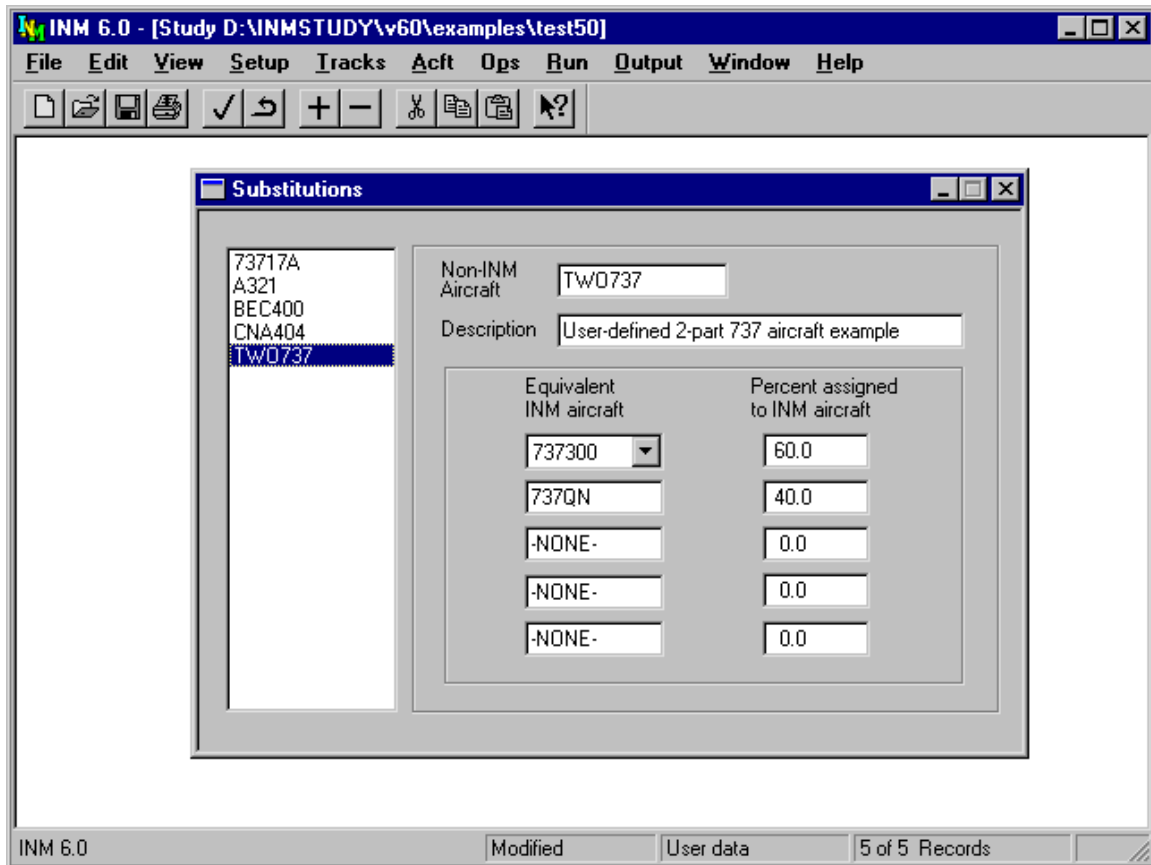 INM 6.0 - [Study D:\INMSTUDY\v60\examples\test50]
File Edit View Setup Tracks Acft Ops Run Output Window Help
Substitutions
73717A
A321
BEC400
CNA404
TWO737
Non-INM
Aircraft
TWO737
Description
User-defined 2-part 737 aircraft example
Equivalent
INM aircraft
Percent assigned
to INM aircraft
737300 60.0
737QN 40.0
-NONE- 0.0
-NONE- 0.0
-NONE- 0.0
INM 6.0 Modified User data 5 of 5 Records